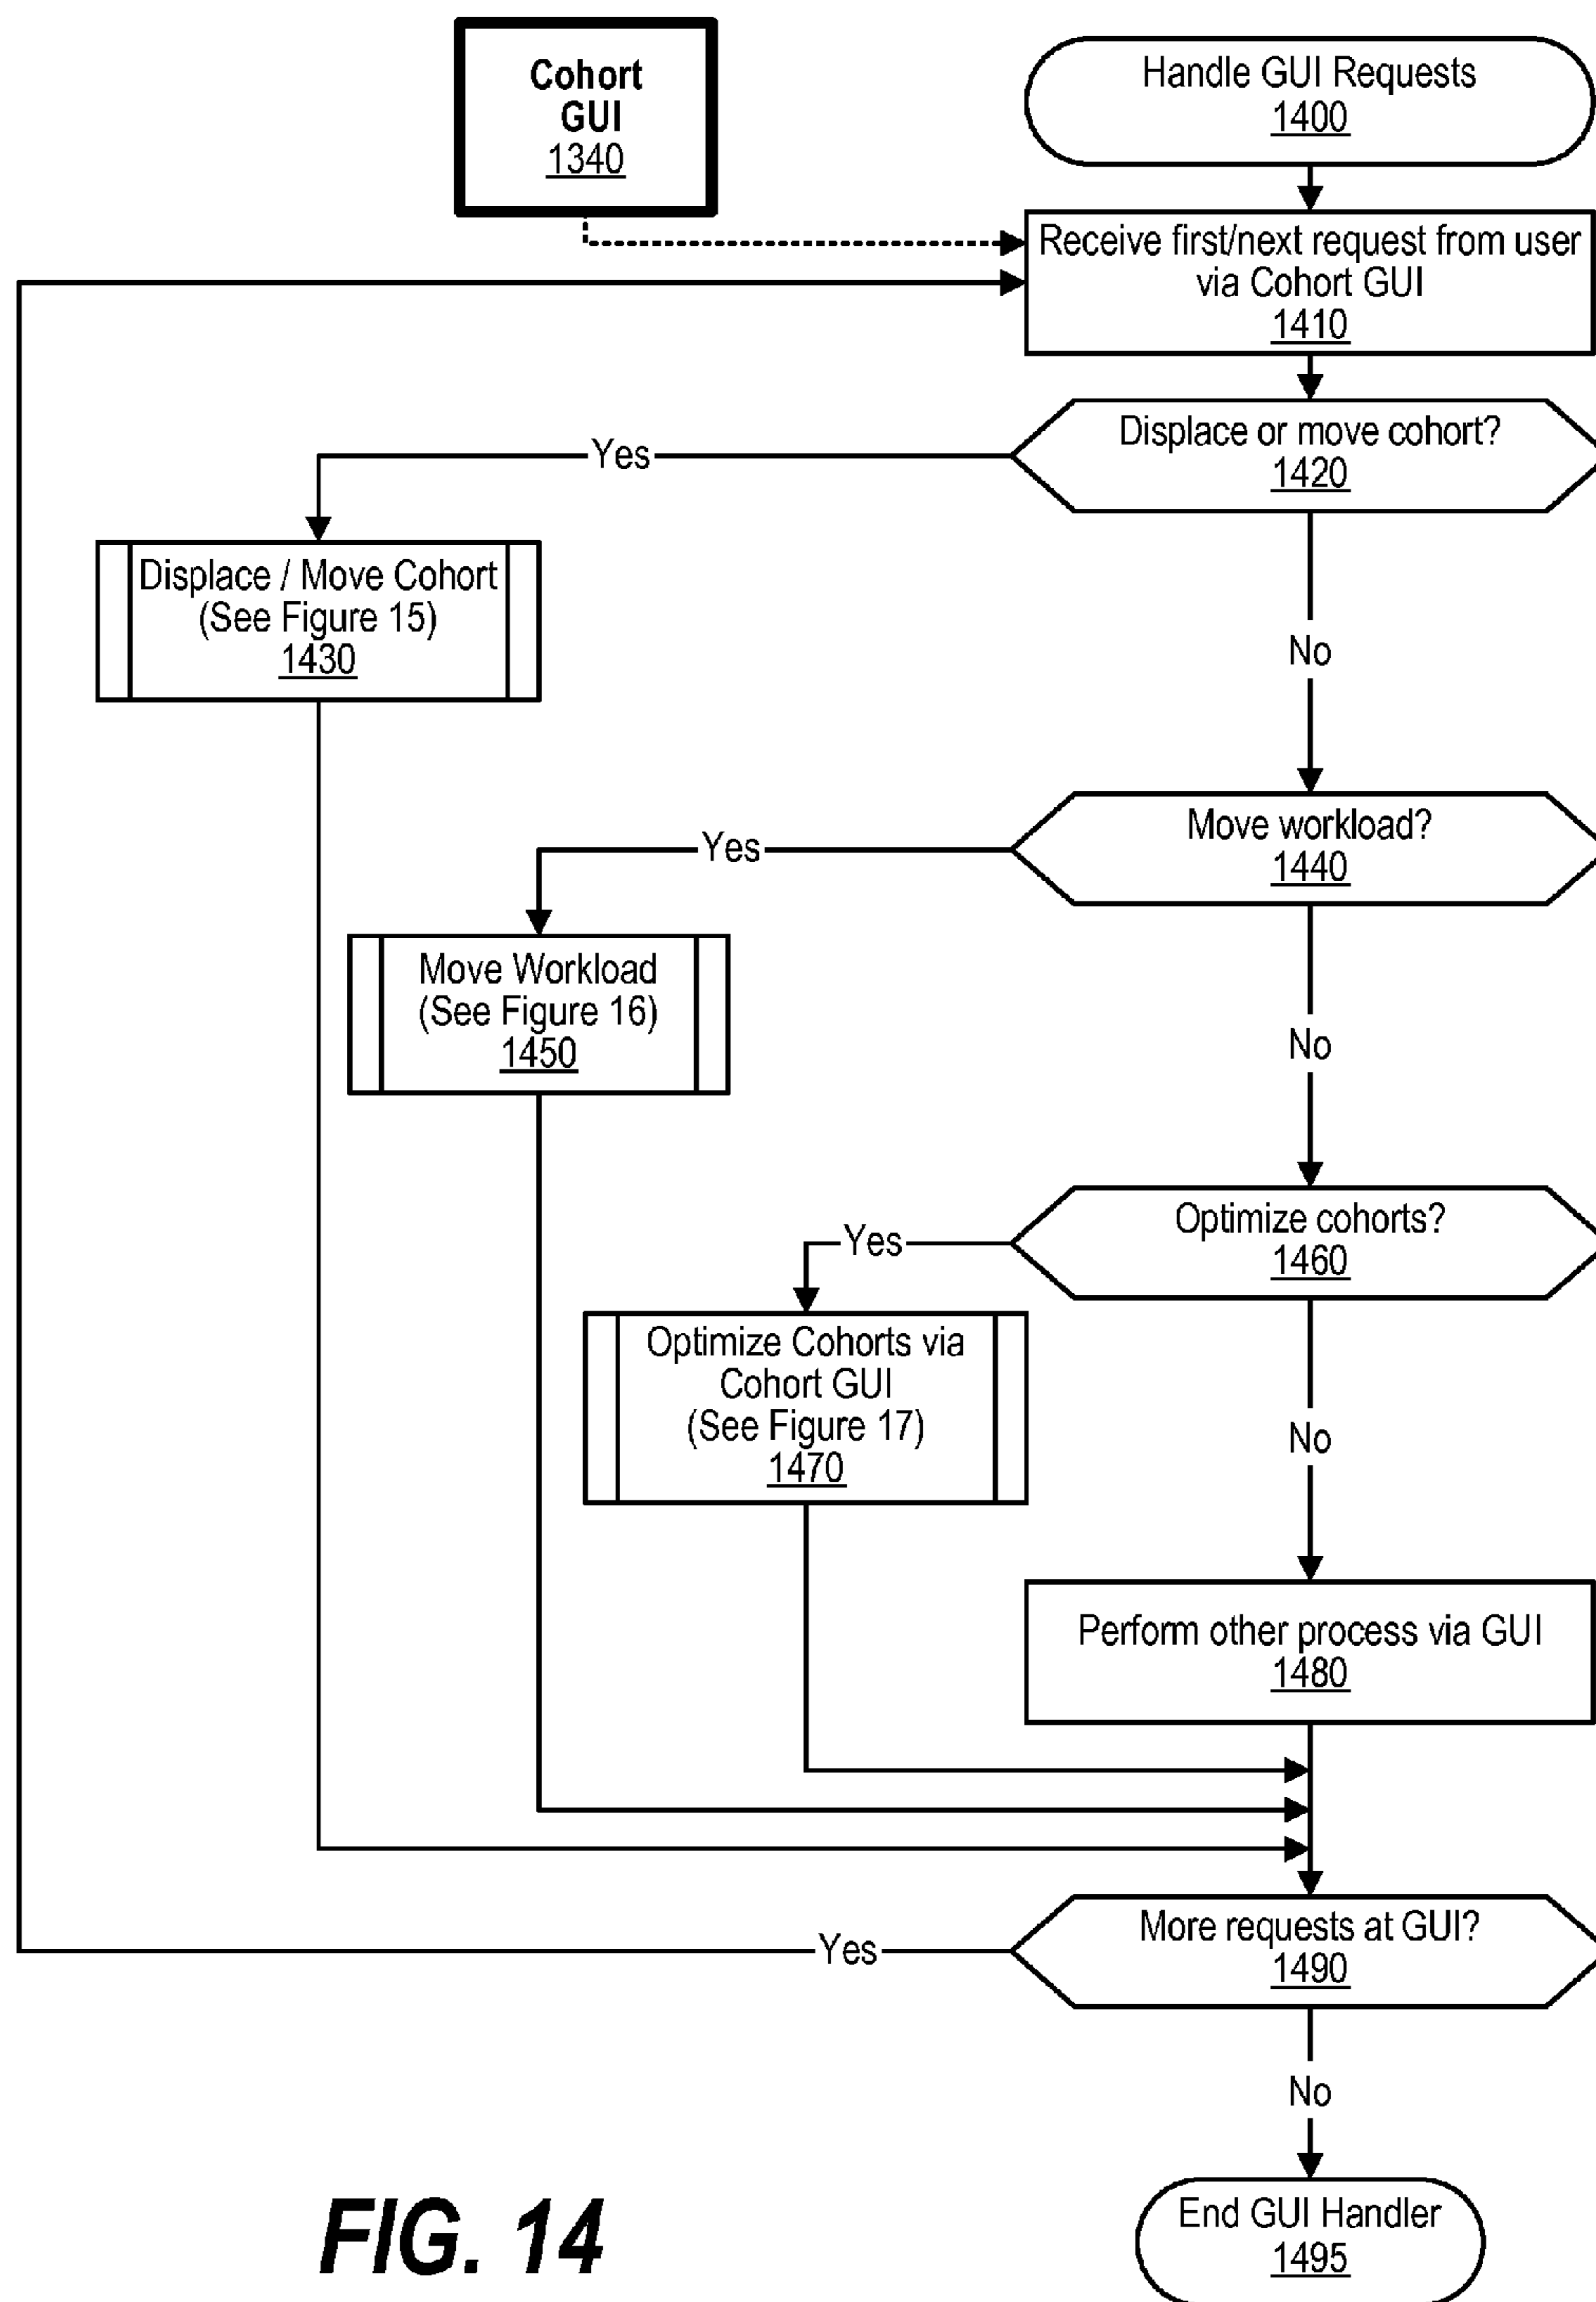 Cohort
GUI
1340
Handle GUI Requests
1400
Receive first/next request from user
via Cohort GUI
1410
Displace or move cohort?
1420
Yes
Displace / Move Cohort
(See Figure 15)
1430
No
Move workload?
1440
Yes
Move Workload
(See Figure 16)
1450
No
Optimize cohorts?
1460
Yes
Optimize Cohorts via
Cohort GUI
(See Figure 17)
1470
No
Perform other process via GUI
1480
More requests at GUI?
1490
Yes
No
End GUI Handler
1495
FIG. 14